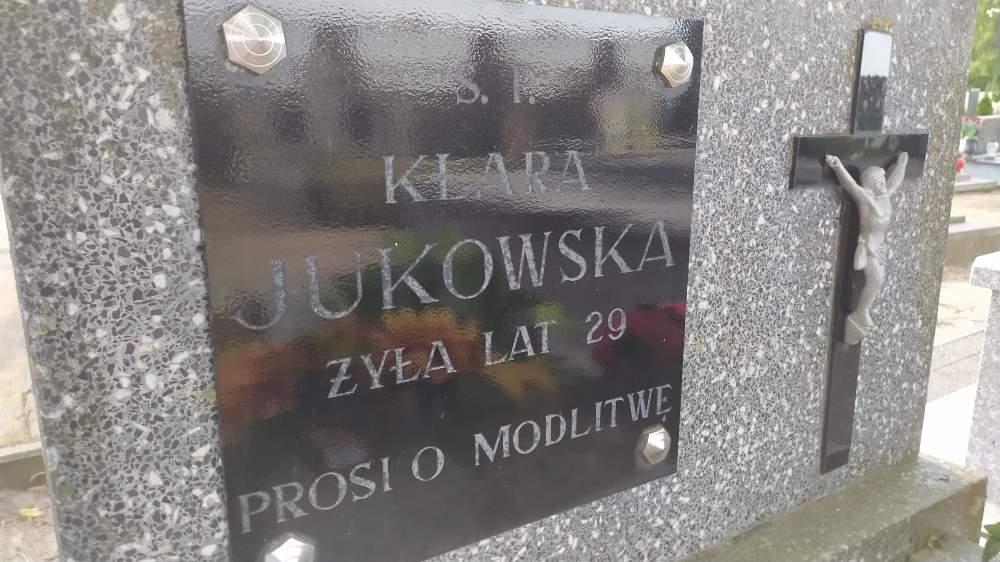 S. T.
KLARA
JUKOWSKA
ŻYŁA LAT 29
PROSI O MODLITWĘ